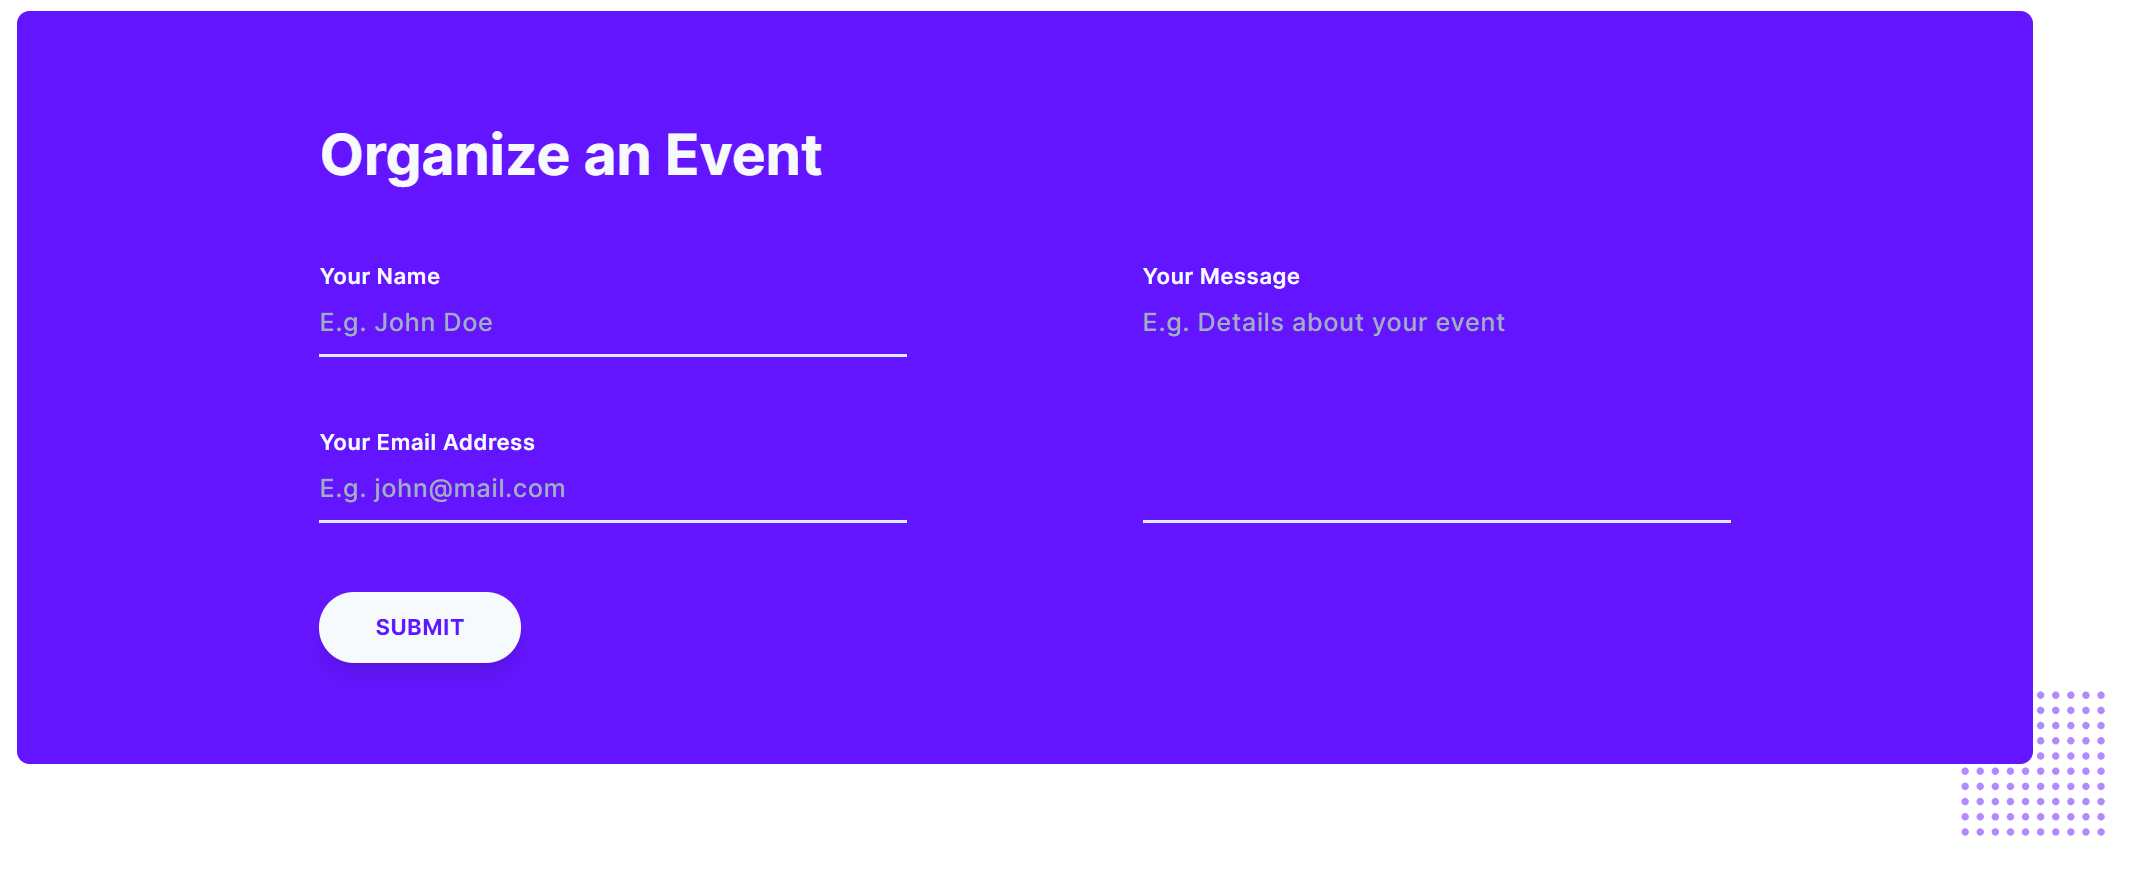 Organize an Event
Your Name
E.g. John Doe
Your Email Address
E.g. john@mail.com
Your Message
E.g. Details about your event
SUBMIT